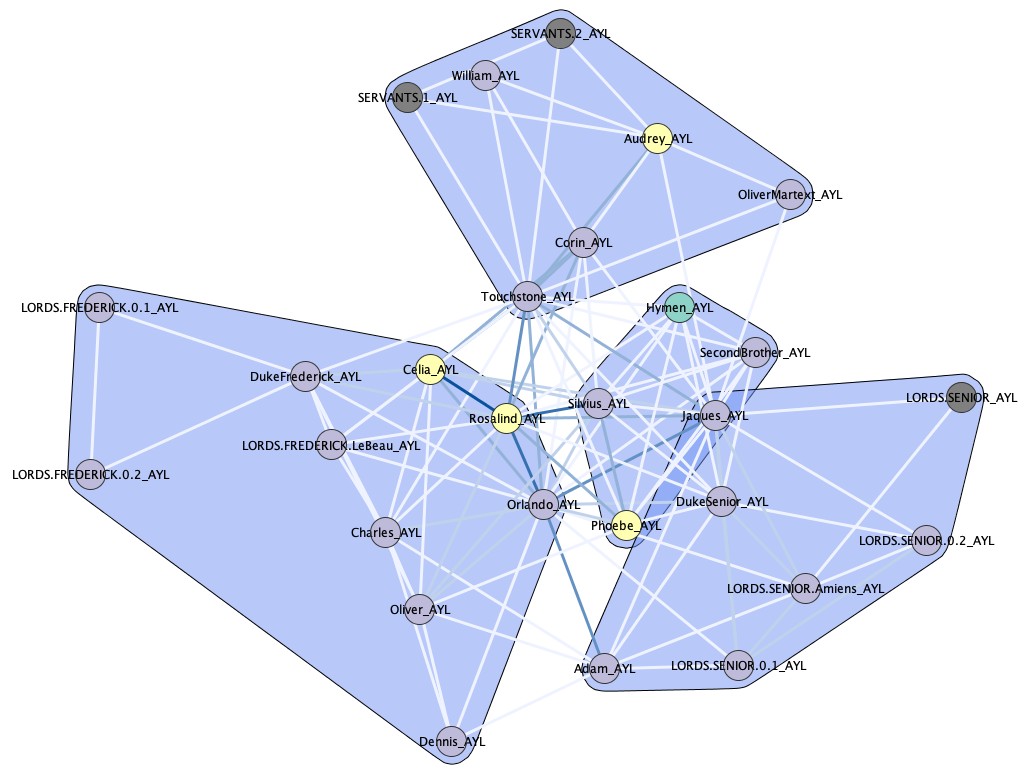 SERVANTS.2_AYL
William_AYL
SERVANTS.1_AYL
Audrey_AYL
OliverMartext_AYL
Corin_AYL
Touchstone_AYL
LORDS.FREDERICK.0.1_AYL
Hymen_AYL
SecondBrother_AYL
Celia_AYL
DukeFrederick_AYL
LORDS.SENIOR_AYL
Silvius_AYL
Jaques_AYL
Rosalind_AYL
LORDS.FREDERICK.LeBeau_AYL
LORDS.FREDERICK.0.2_AYL
DukeSenior_AYL
Orlando_AYL
Phoebe_AYL
Charles_AYL
LORDS.SENIOR.0.2_AYL
LORDS.SENIOR.Amiens_AYL
Oliver_AYL
LORDS.SENIOR.0.1_AYL
Adam_AYL
Dennis_AYL